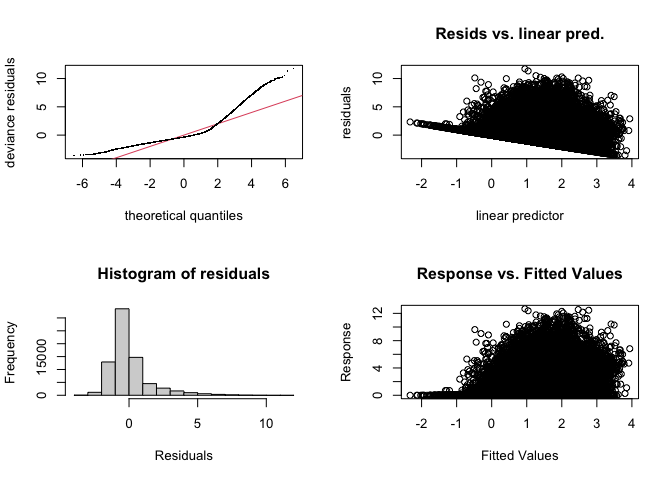 deviance residuals
10
5
0
-6 -4 -2 0 2 4 6
theoretical quantiles
Resids vs. linear pred.
residuals
10
5
0
-2 -1 0 1 2 3 4
linear predictor
Histogram of residuals
Frequency
15000
0
0 5 10
Residuals
Response vs. Fitted Values
Response
12
8
4
0
-2 -1 0 1 2 3 4
Fitted Values